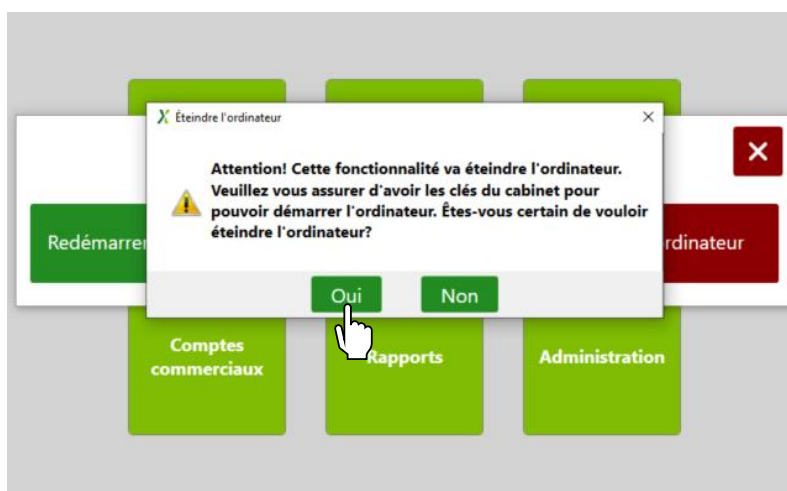 Éteindre l'ordinateur
Attention! Cette fonctionnalité va éteindre l'ordinateur.
Veuillez vous assurer d'avoir les clés du cabinet pour
pouvoir démarrer l'ordinateur. Êtes-vous certain de vouloir
éteindre l'ordinateur?
Redémarrer
rdinateur
Oui Non
Comptes
commerciaux
Rapports
Administration